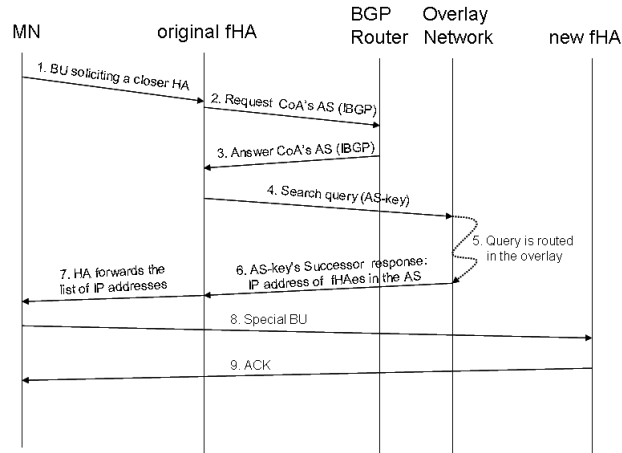 MN
original fHA
BGP
Router
Overlay
Network
new fHA
1. BU soliciting a closer HA
2. Request CoA's AS (IBGP)
3. Answer CoA's AS (IBGP)
4. Search query (AS-key)
5. Query is routed
in the overlay
6. AS-key's Successor response:
IP address of fHAes in the AS
7. HA forwards the
list of IP addresses
8. Special BU
9. ACK